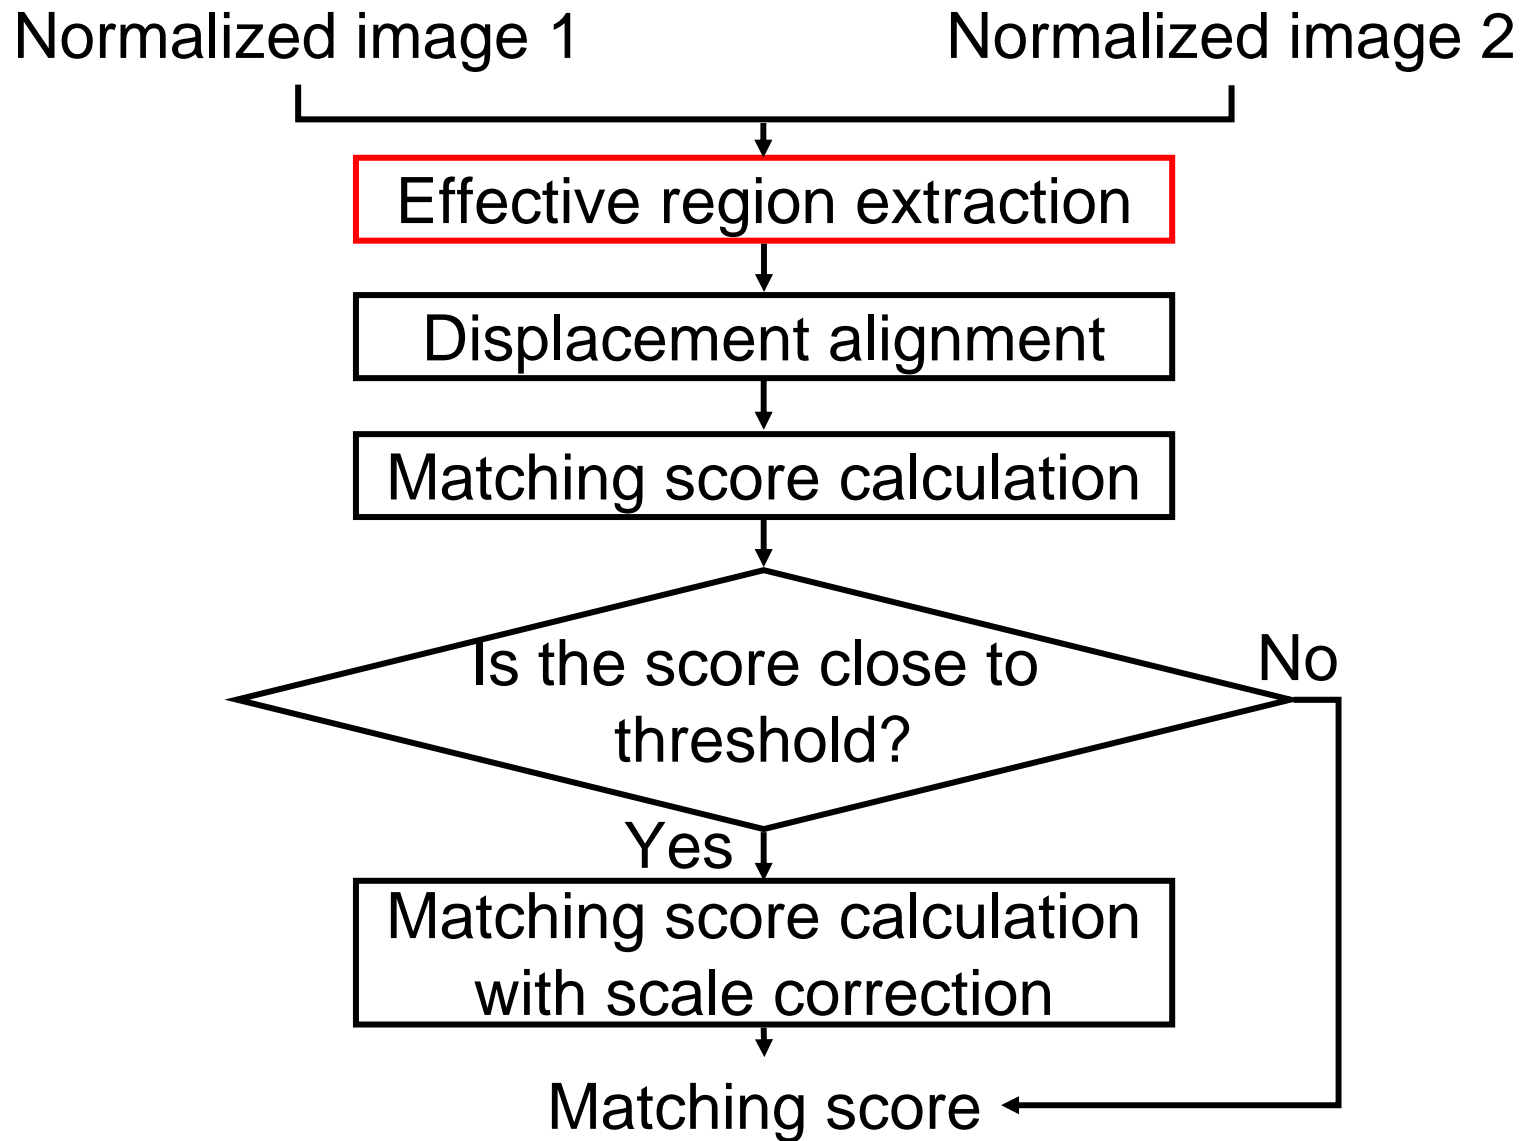 Normalized image 1
Normalized image 2
Effective region extraction
Displacement alignment
Matching score calculation
Is the score close to
threshold?
No
Yes
Matching score calculation
with scale correction
Matching score